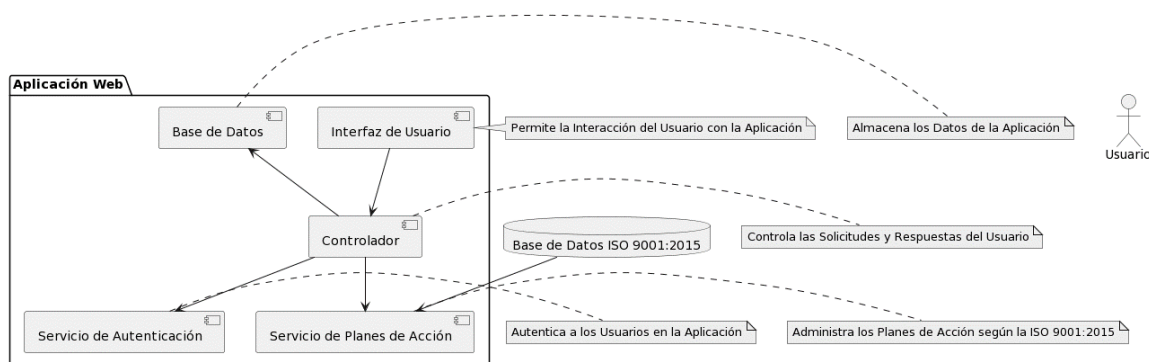 Aplicación Web
Base de Datos
Interfaz de Usuario
Permite la Interacción del Usuario con la Aplicación
Almacena los Datos de la Aplicación
Usuario
Controlador
Base de Datos ISO 9001:2015
Controla las Solicitudes y Respuestas del Usuario
Servicio de Autenticación
Servicio de Planes de Acción
Autentica a los Usuarios en la Aplicación
Administra los Planes de Acción según la ISO 9001:2015